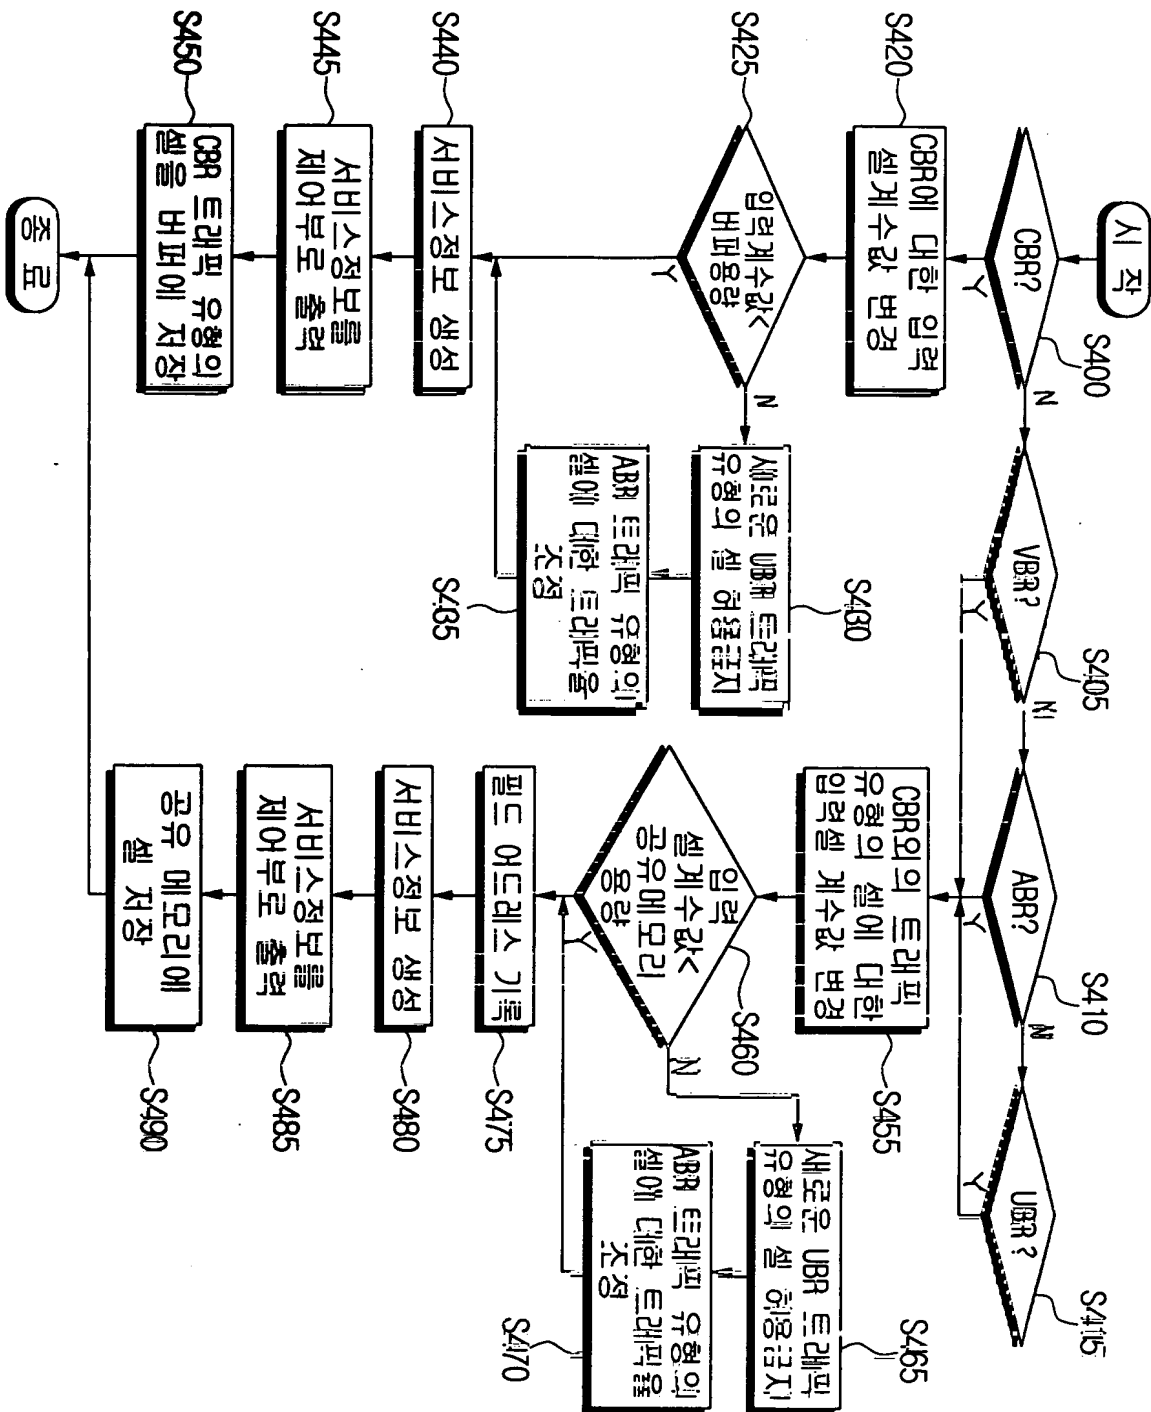 시 작
CBR?
S400
Y
N
VBR?
S405
Y
N
ABR?
S410
Y
N
UBR?
S415
Y
CBR에 대한 입력
셀계수값 변경
S420
입력계수값<
버퍼용량
S425
Y
N
새로운 UBR 트래픽
유형의 셀 허용금지
S430
ABR 트래픽 유형의
셀에 대한 트래픽을
조정
S435
서비스정보 생성
S440
서비스정보를
제어부로 출력
S445
CBR 트래픽 유형의
셀을 버퍼에 저장
S450
CBR외의 트래픽
유형의 셀에 대한
입력셀 계수값 변경
S455
입력
셀계수값<
공유메모리
용량
S460
Y
N
새로운 UBR 트래픽
유형의 셀 허용금지
S465
ABR 트래픽 유형의
셀에 대한 트래픽을
조정
S470
필드 어드레스 기록
S475
서비스정보 생성
S480
서비스정보를
제어부로 출력
S485
공유 메모리에
셀 저장
S490
종 료